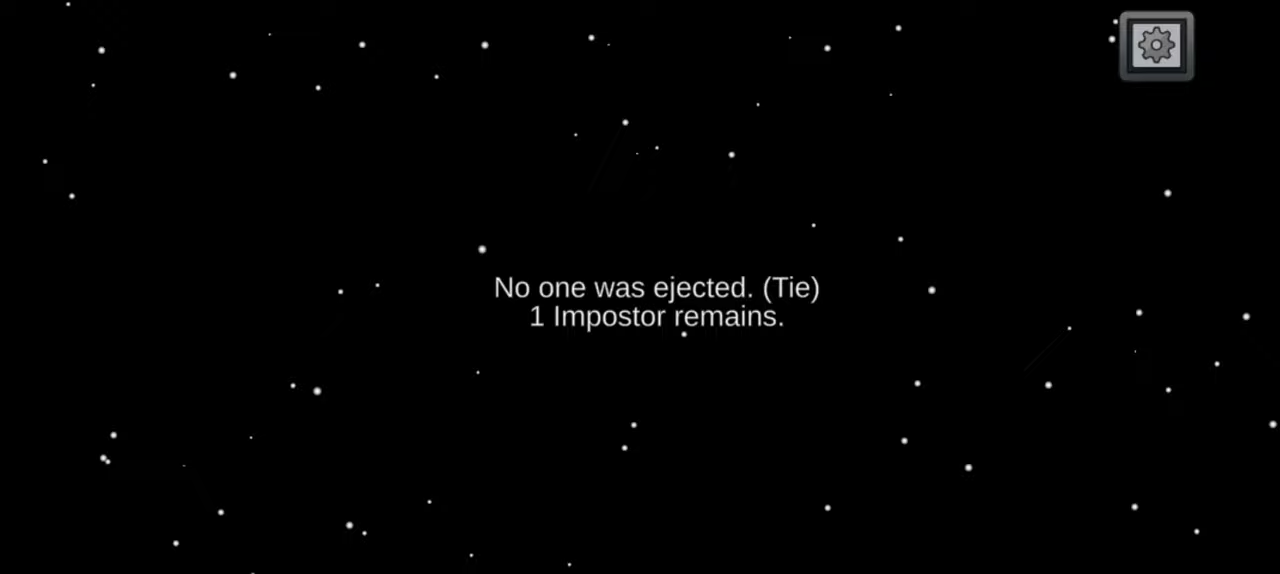 No one was ejected. (Tie)
1 Impostor remains.